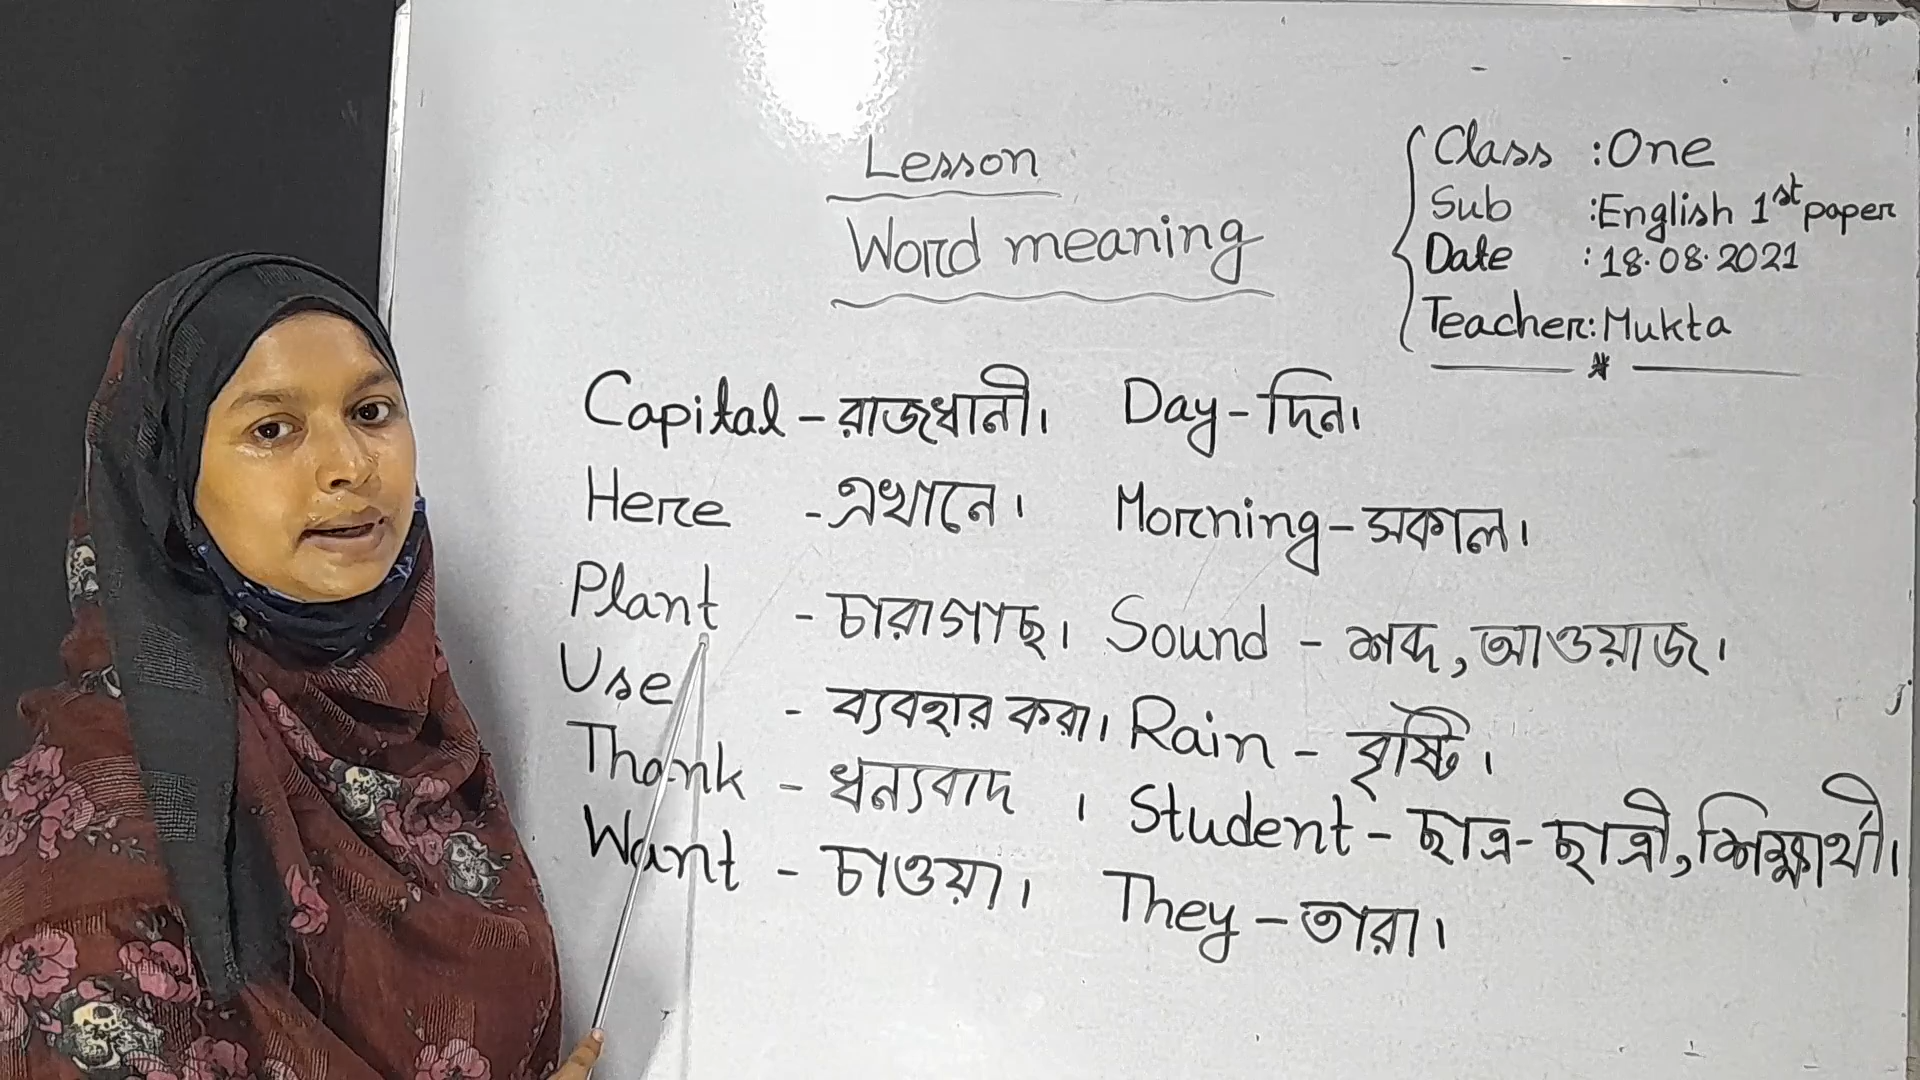 Lesson
Word meaning
Class : One
Sub : English 1st paper
Date : 18.08.2021
Teacher: Mukta
Capital - রাজধানী। Day - দিন।
Here - এখানে। Morning - সকাল।
Plant - চারাগাছ। Sound - শব্দ, আওয়াজ।
Use - ব্যবহার করা। Rain - বৃষ্টি।
Thank - ধন্যবাদ । Student - ছাত্র-ছাত্রী, শিক্ষার্থী।
Want - চাওয়া। They - তারা।